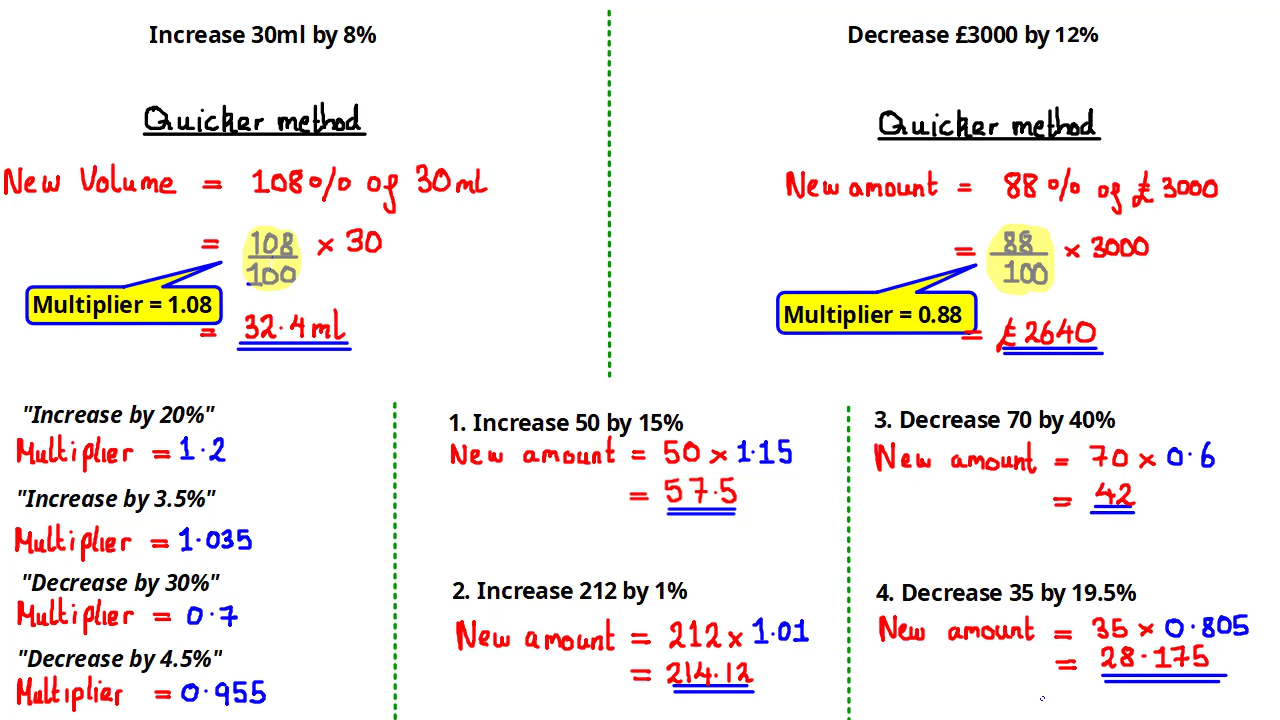 Increase 30ml by 8%
Quicker method
New Volume = 108% of 30ml
= 108/100 × 30
Multiplier = 1.08
= 32.4ml
Decrease £3000 by 12%
Quicker method
New amount = 88% of £3000
= 88/100 × 3000
Multiplier = 0.88
= £2640
"Increase by 20%"
Multiplier = 1.2
"Increase by 3.5%"
Multiplier = 1.035
"Decrease by 30%"
Multiplier = 0.7
"Decrease by 4.5%"
Multiplier = 0.955
1. Increase 50 by 15%
New amount = 50 × 1.15
= 57.5
2. Increase 212 by 1%
New amount = 212 × 1.01
= 214.12
3. Decrease 70 by 40%
New amount = 70 × 0.6
= 42
4. Decrease 35 by 19.5%
New amount = 35 × 0.805
= 28.175